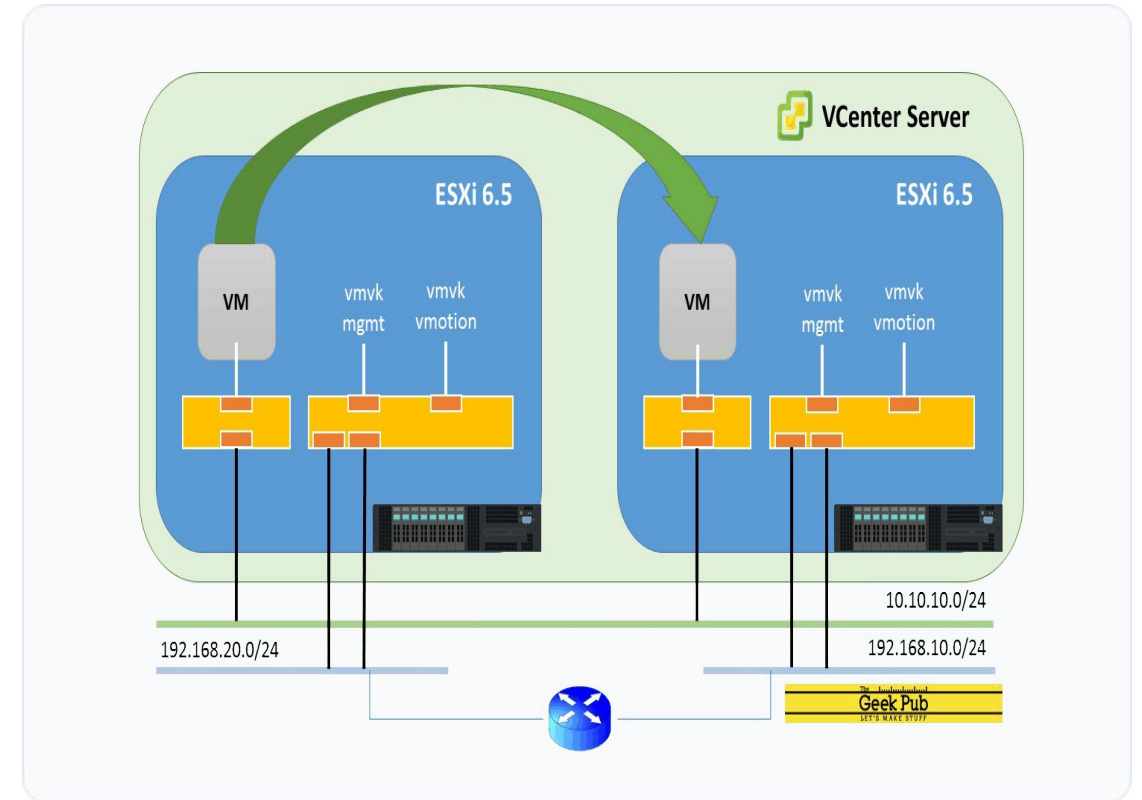 VCenter Server
ESXi 6.5
ESXi 6.5
VM
vmvk
mgmt
vmvk
vmotion
VM
vmvk
mgmt
vmvk
vmotion
10.10.10.0/24
192.168.20.0/24
192.168.10.0/24
The
Geek Pub
LET'S MAKE STUFF